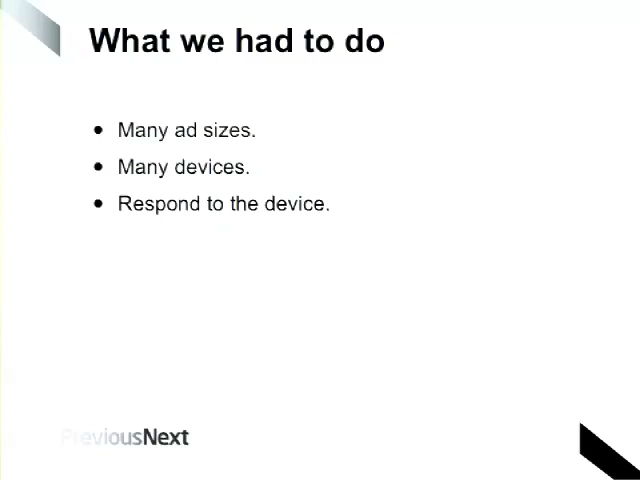 What we had to do
• Many ad sizes.
• Many devices.
• Respond to the device.
PreviousNext